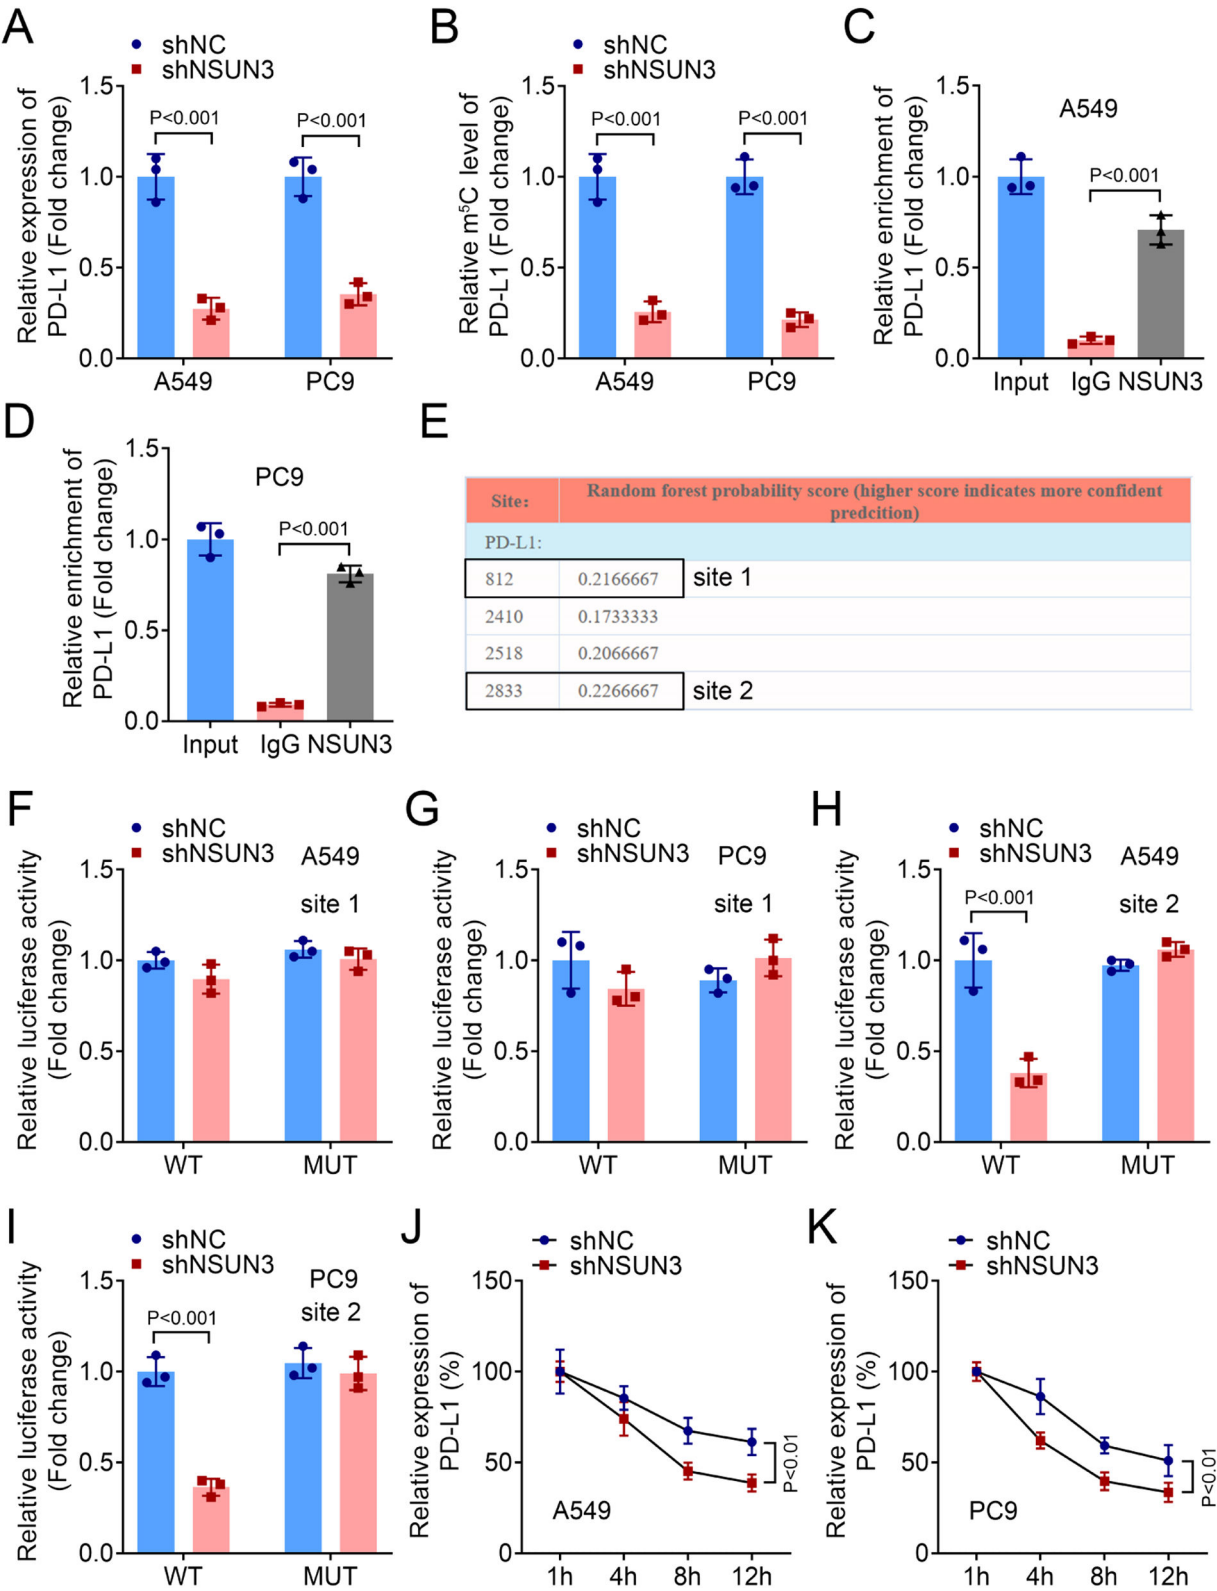 A
shNC
shNSUN3
Relative expression of
PD-L1 (Fold change)
1.5
1.0
0.5
0.0
P<0.001
P<0.001
A549
PC9
B
shNC
shNSUN3
Relative m⁵C level of
PD-L1 (Fold change)
1.5
1.0
0.5
0.0
P<0.001
P<0.001
A549
PC9
C
A549
Relative enrichment of
PD-L1 (Fold change)
1.5
1.0
0.5
0.0
P<0.001
Input
IgG
NSUN3
D
PC9
Relative enrichment of
PD-L1 (Fold change)
1.5
1.0
0.5
0.0
P<0.001
Input
IgG
NSUN3
E
Site:
Random forest probability score (higher score indicates more confident
predcition)
PD-L1:
812 0.2166667 site 1
2410 0.1733333
2518 0.2066667
2833 0.2266667 site 2
F
shNC
shNSUN3
A549
site 1
Relative luciferase activity
(Fold change)
1.5
1.0
0.5
0.0
WT
MUT
G
shNC
shNSUN3
PC9
site 1
Relative luciferase activity
(Fold change)
1.5
1.0
0.5
0.0
WT
MUT
H
shNC
shNSUN3
A549
site 2
Relative luciferase activity
(Fold change)
1.5
1.0
0.5
0.0
P<0.001
WT
MUT
I
shNC
shNSUN3
PC9
site 2
Relative luciferase activity
(Fold change)
1.5
1.0
0.5
0.0
P<0.001
WT
MUT
J
shNC
shNSUN3
Relative expression of
PD-L1 (%)
150
100
50
0
P<0.01
A549
1h
4h
8h
12h
K
shNC
shNSUN3
Relative expression of
PD-L1 (%)
150
100
50
0
P<0.01
PC9
1h
4h
8h
12h